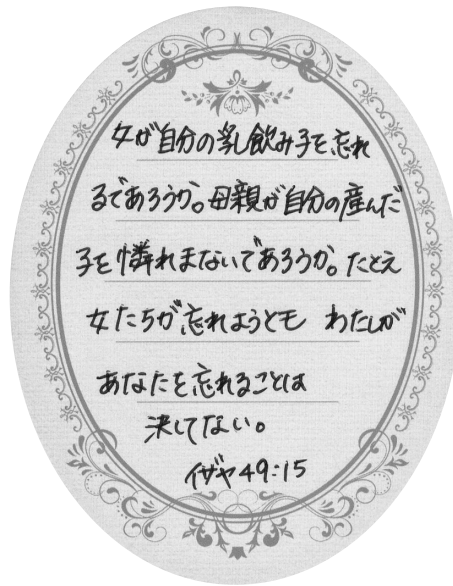 女が自分の乳飲み子を忘れ
るであろうか。母親が自分の産んだ
子を憐れまないであろうか。たとえ
女たちが忘れようとも わたしが
あなたを忘れることは
決してない。
イザヤ49:15